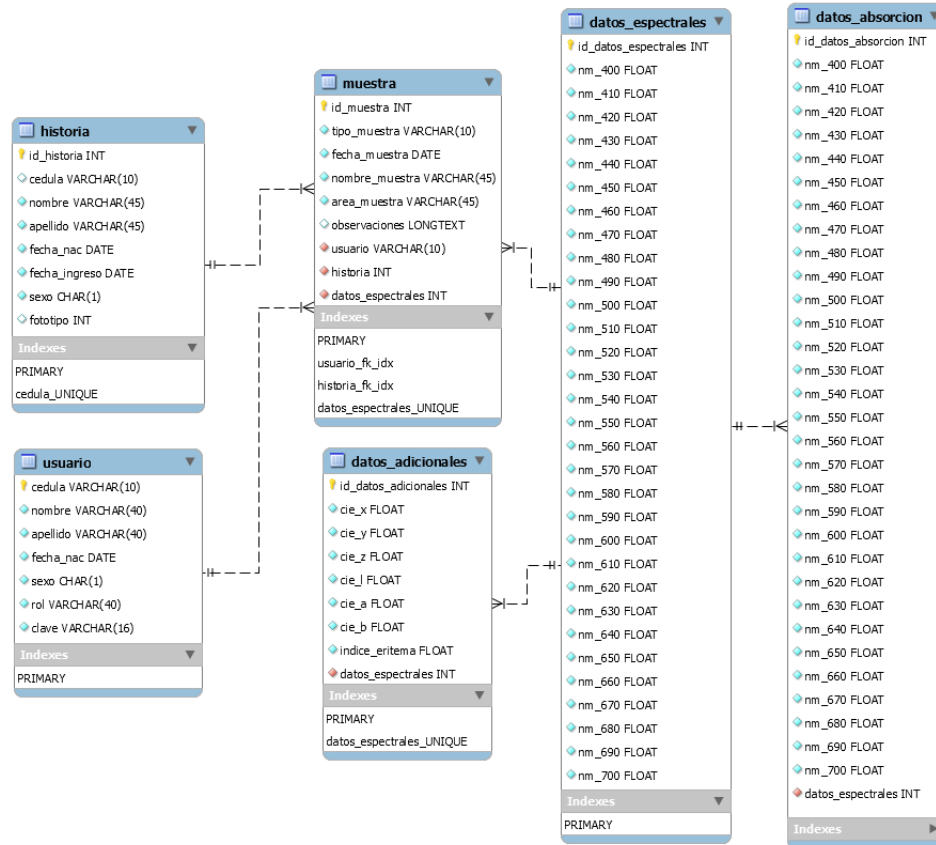 historia
id_historia INT
cedula VARCHAR(10)
nombre VARCHAR(45)
apellido VARCHAR(45)
fecha_nac DATE
fecha_ingreso DATE
sexo CHAR(1)
fototipo INT
Indexes
PRIMARY
cedula_UNIQUE
usuario
cedula VARCHAR(10)
nombre VARCHAR(40)
apellido VARCHAR(40)
fecha_nac DATE
sexo CHAR(1)
rol VARCHAR(40)
clave VARCHAR(16)
Indexes
PRIMARY
muestra
id_muestra INT
tipo_muestra VARCHAR(10)
fecha_muestra DATE
nombre_muestra VARCHAR(45)
area_muestra VARCHAR(45)
observaciones LONGTEXT
usuario VARCHAR(10)
historia INT
datos_espectrales INT
Indexes
PRIMARY
usuario_fk_idx
historia_fk_idx
datos_espectrales_UNIQUE
datos_adicionales
id_datos_adicionales INT
cie_x FLOAT
cie_y FLOAT
cie_z FLOAT
cie_l FLOAT
cie_a FLOAT
cie_b FLOAT
indice_eritema FLOAT
datos_espectrales INT
Indexes
PRIMARY
datos_espectrales_UNIQUE
datos_espectrales
id_datos_espectrales INT
nm_400 FLOAT
nm_410 FLOAT
nm_420 FLOAT
nm_430 FLOAT
nm_440 FLOAT
nm_450 FLOAT
nm_460 FLOAT
nm_470 FLOAT
nm_480 FLOAT
nm_490 FLOAT
nm_500 FLOAT
nm_510 FLOAT
nm_520 FLOAT
nm_530 FLOAT
nm_540 FLOAT
nm_550 FLOAT
nm_560 FLOAT
nm_570 FLOAT
nm_580 FLOAT
nm_590 FLOAT
nm_600 FLOAT
nm_610 FLOAT
nm_620 FLOAT
nm_630 FLOAT
nm_640 FLOAT
nm_650 FLOAT
nm_660 FLOAT
nm_670 FLOAT
nm_680 FLOAT
nm_690 FLOAT
nm_700 FLOAT
Indexes
PRIMARY
datos_absorcion
id_datos_absorcion INT
nm_400 FLOAT
nm_410 FLOAT
nm_420 FLOAT
nm_430 FLOAT
nm_440 FLOAT
nm_450 FLOAT
nm_460 FLOAT
nm_470 FLOAT
nm_480 FLOAT
nm_490 FLOAT
nm_500 FLOAT
nm_510 FLOAT
nm_520 FLOAT
nm_530 FLOAT
nm_540 FLOAT
nm_550 FLOAT
nm_560 FLOAT
nm_570 FLOAT
nm_580 FLOAT
nm_590 FLOAT
nm_600 FLOAT
nm_610 FLOAT
nm_620 FLOAT
nm_630 FLOAT
nm_640 FLOAT
nm_650 FLOAT
nm_660 FLOAT
nm_670 FLOAT
nm_680 FLOAT
nm_690 FLOAT
nm_700 FLOAT
datos_espectrales INT
Indexes